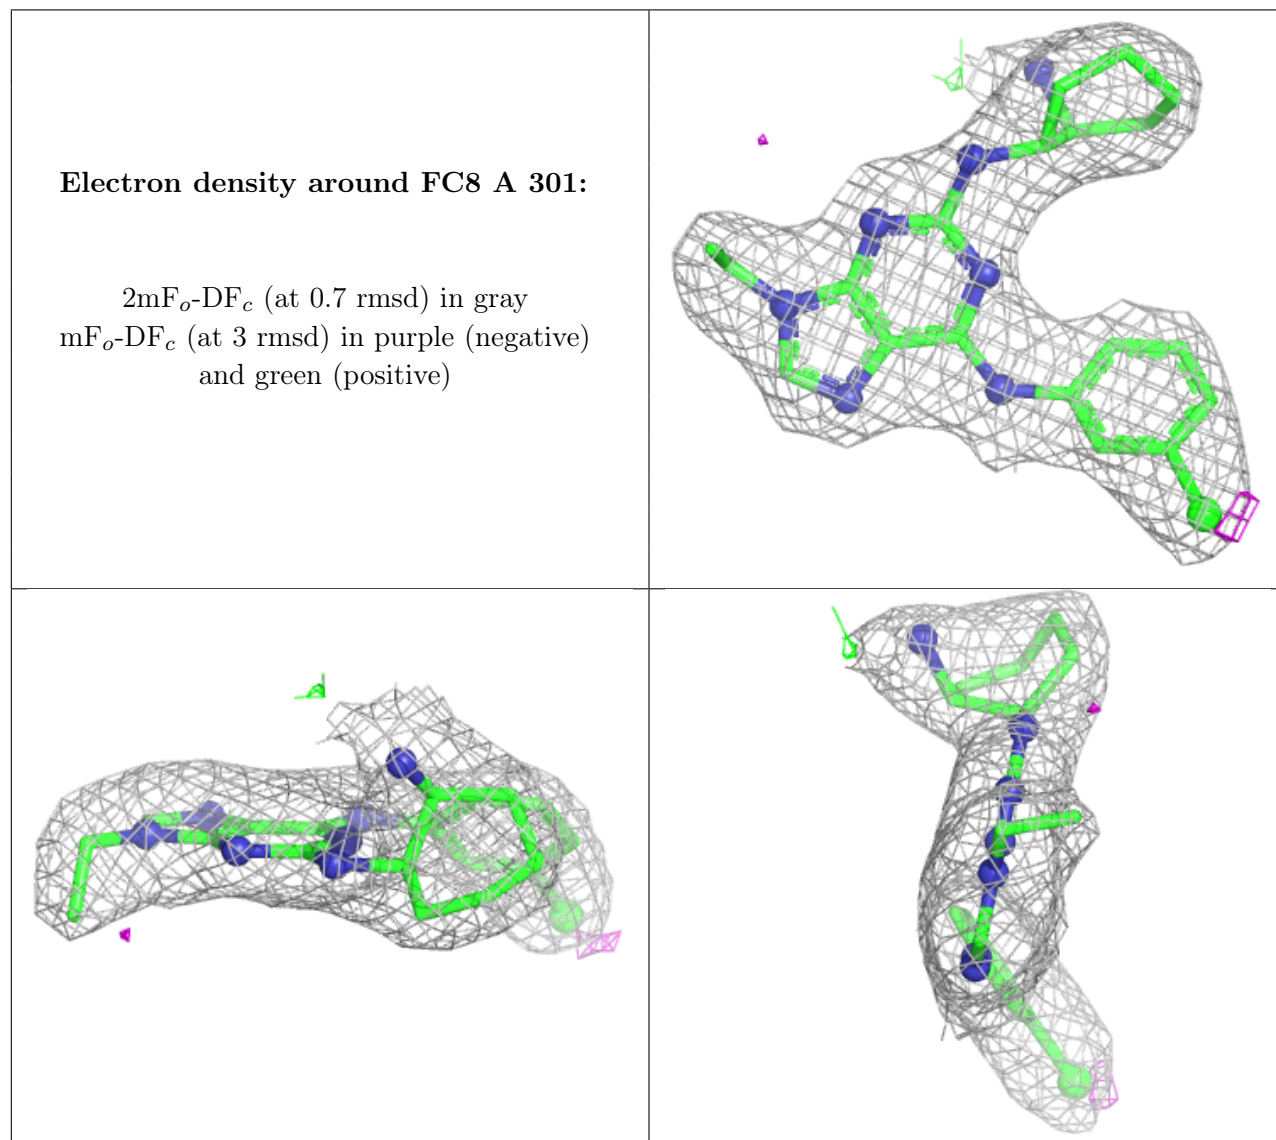 Electron density around FC8 A 301:
2mFₒ-DF𝒸 (at 0.7 rmsd) in gray
mFₒ-DF𝒸 (at 3 rmsd) in purple (negative)
and green (positive)